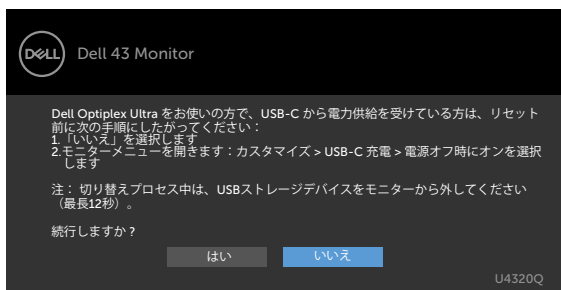 DELL
Dell 43 Monitor
Dell Optiplex Ultra をお使いの方で、USB-C から電力供給を受けている方は、リセット
前に次の手順にしたがってください：
1.「いいえ」を選択します
2.モニターメニューを開きます：カスタマイズ > USB-C 充電 > 電源オフ時にオンを選択
します
注： 切り替えプロセス中は、USBストレージデバイスをモニターから外してください
（最長12秒）。
続行しますか？
はい いいえ
U4320Q